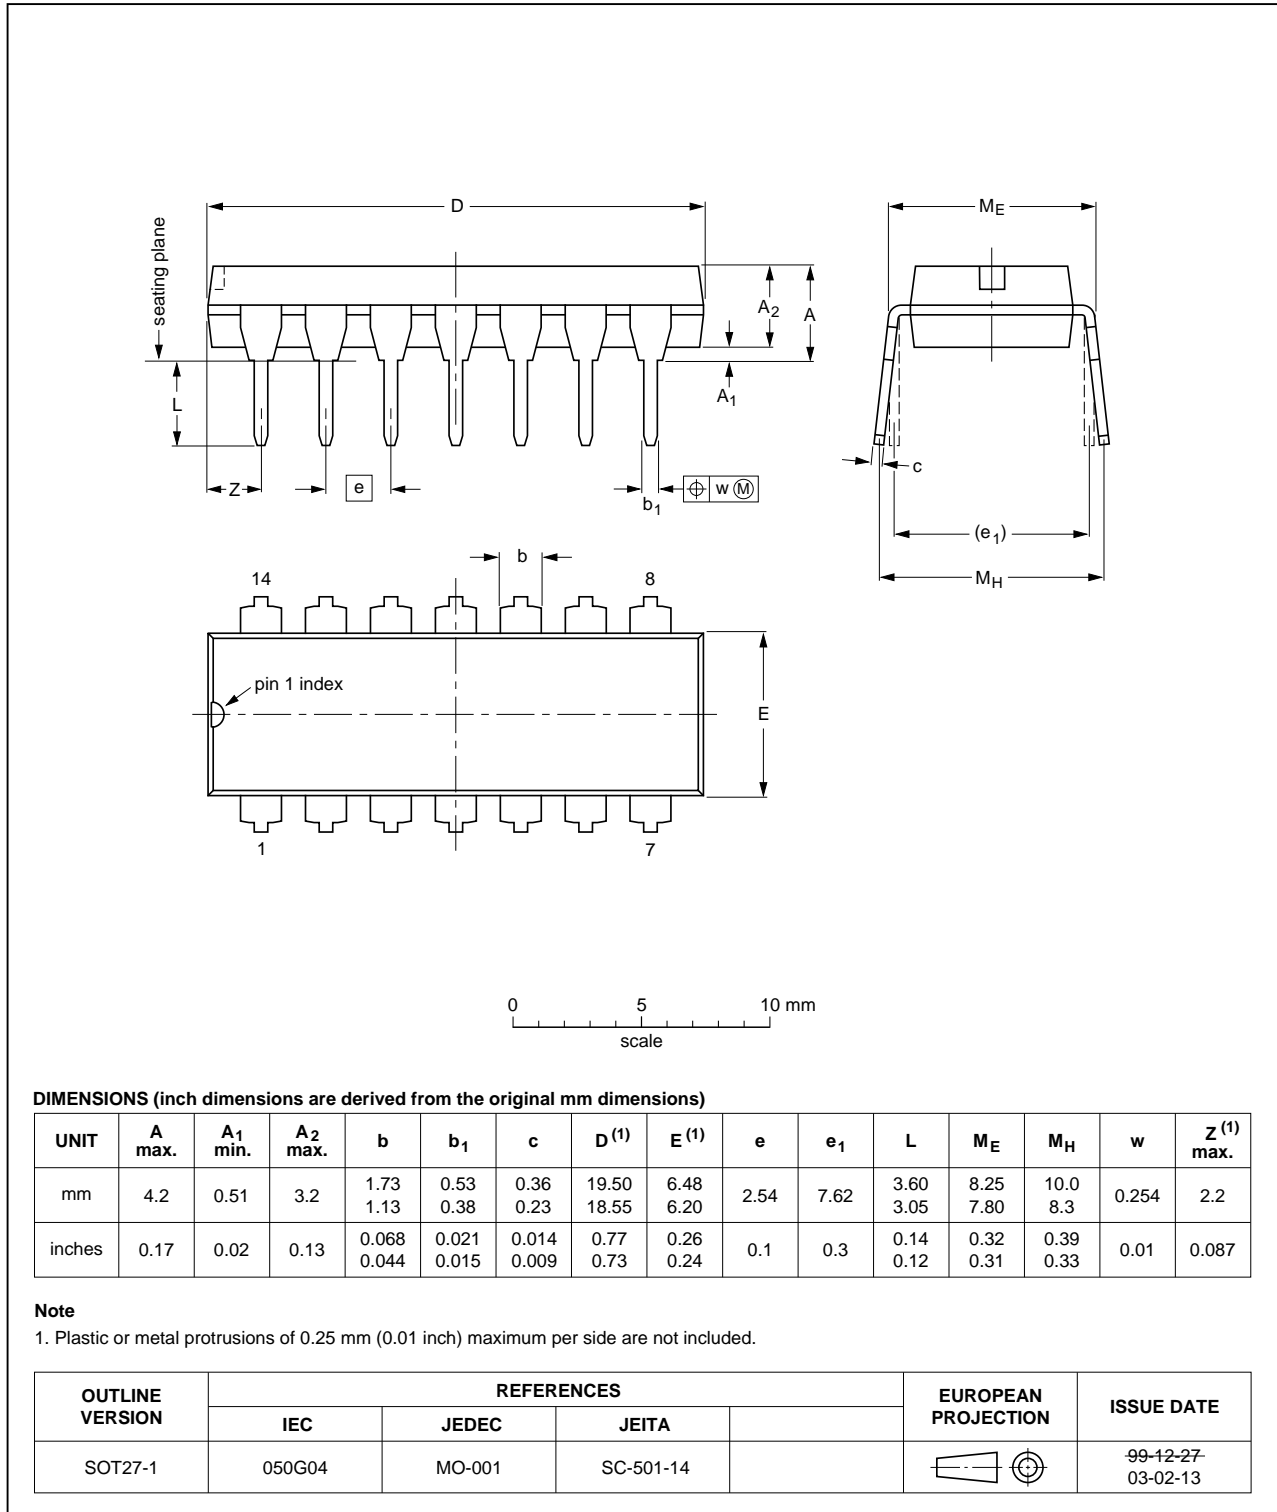 D
ME
seating plane
A2
A
A1
L
Z
e
b1
w M
c
(e1)
MH
b
14
8
pin 1 index
E
1
7
0 5 10 mm
scale
DIMENSIONS (inch dimensions are derived from the original mm dimensions)
UNIT A max. A1 min. A2 max. b b1 c D(1) E(1) e e1 L ME MH w Z(1) max.
mm 4.2 0.51 3.2 1.73 1.13 0.53 0.38 0.36 0.23 19.50 18.55 6.48 6.20 2.54 7.62 3.60 3.05 8.25 7.80 10.0 8.3 0.254 2.2
inches 0.17 0.02 0.13 0.068 0.044 0.021 0.015 0.014 0.009 0.77 0.73 0.26 0.24 0.1 0.3 0.14 0.12 0.32 0.31 0.39 0.33 0.01 0.087
Note
1. Plastic or metal protrusions of 0.25 mm (0.01 inch) maximum per side are not included.
OUTLINE VERSION REFERENCES EUROPEAN PROJECTION ISSUE DATE
IEC JEDEC JEITA
SOT27-1 050G04 MO-001 SC-501-14 99-12-27
03-02-13